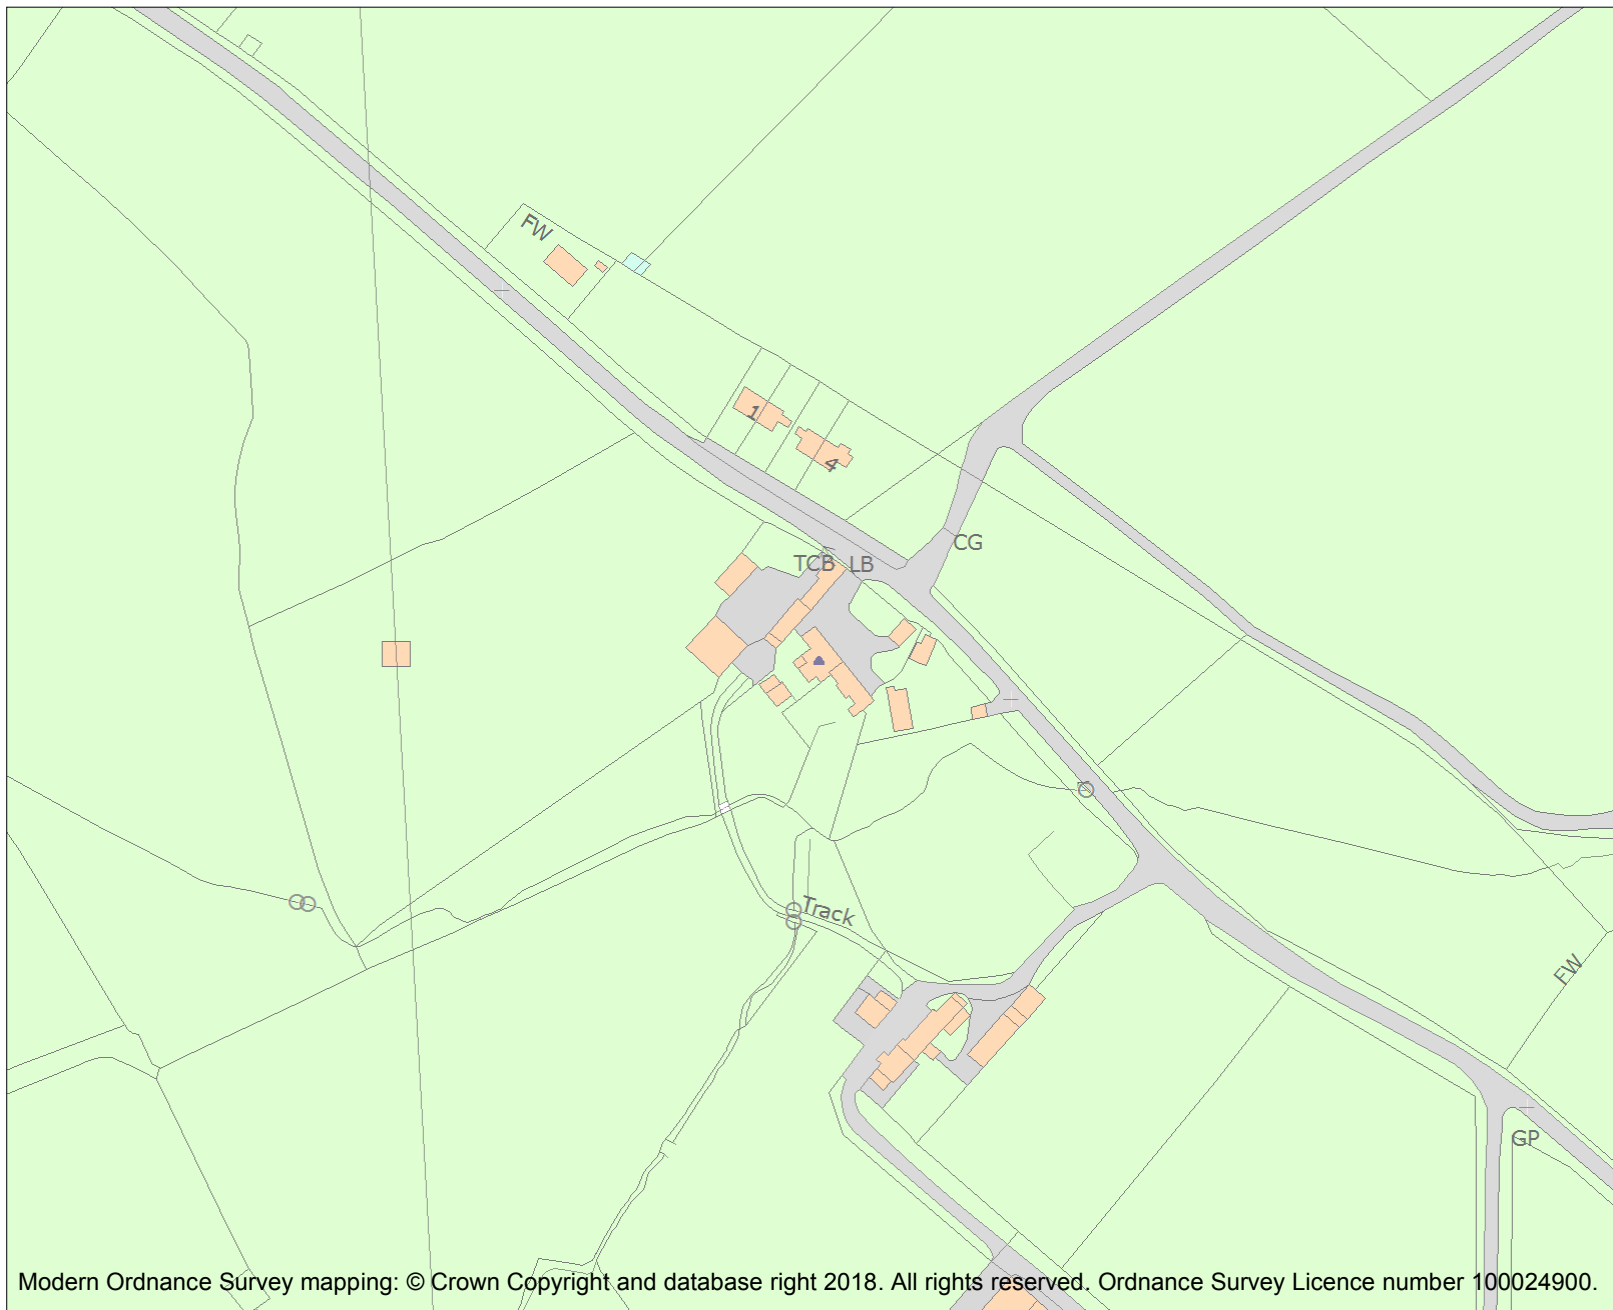 FW
1
4
CG
TCB LB
Track
FW
GP
Modern Ordnance Survey mapping: © Crown Copyright and database right 2018. All rights reserved. Ordnance Survey Licence number 100024900.